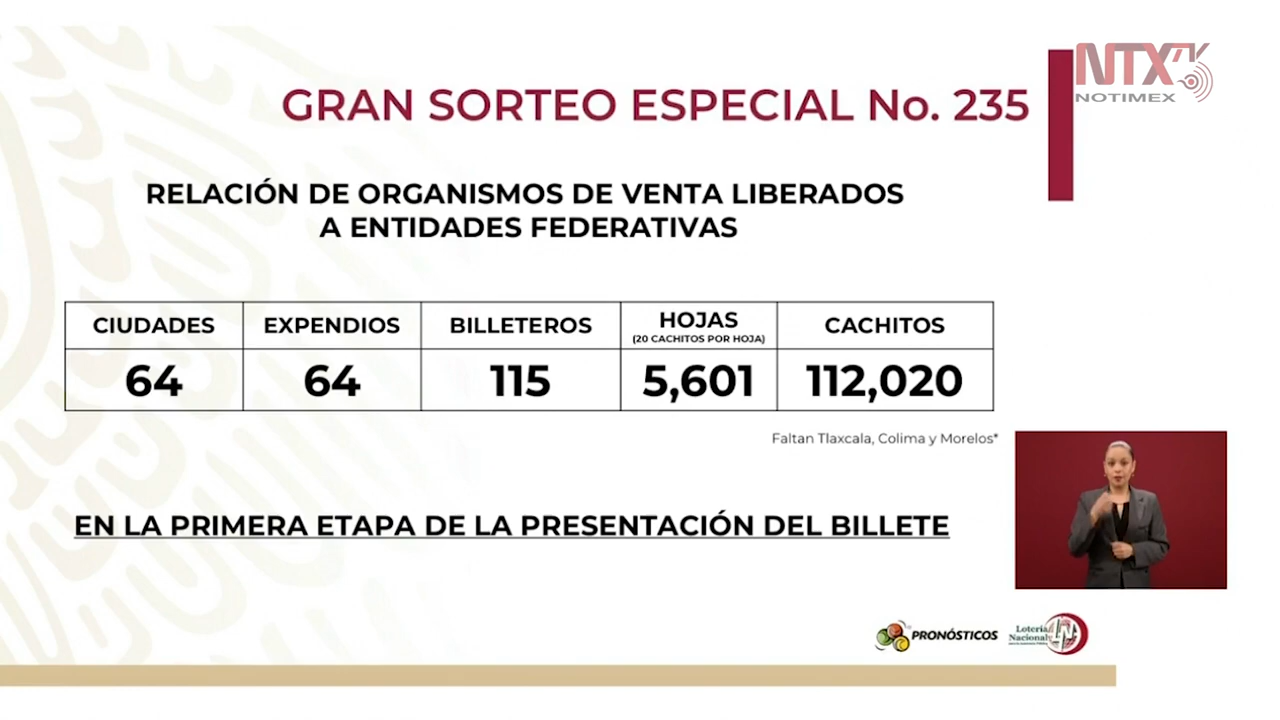 NTX TV
NOTIMEX
GRAN SORTEO ESPECIAL No. 235
RELACIÓN DE ORGANISMOS DE VENTA LIBERADOS
A ENTIDADES FEDERATIVAS
CIUDADES EXPENDIOS BILLETEROS HOJAS CACHITOS
(20 CACHITOS POR HOJA)
64 64 115 5,601 112,020
Faltan Tlaxcala, Colima y Morelos*
EN LA PRIMERA ETAPA DE LA PRESENTACIÓN DEL BILLETE
PRONÓSTICOS
Lotería
Nacional
LN